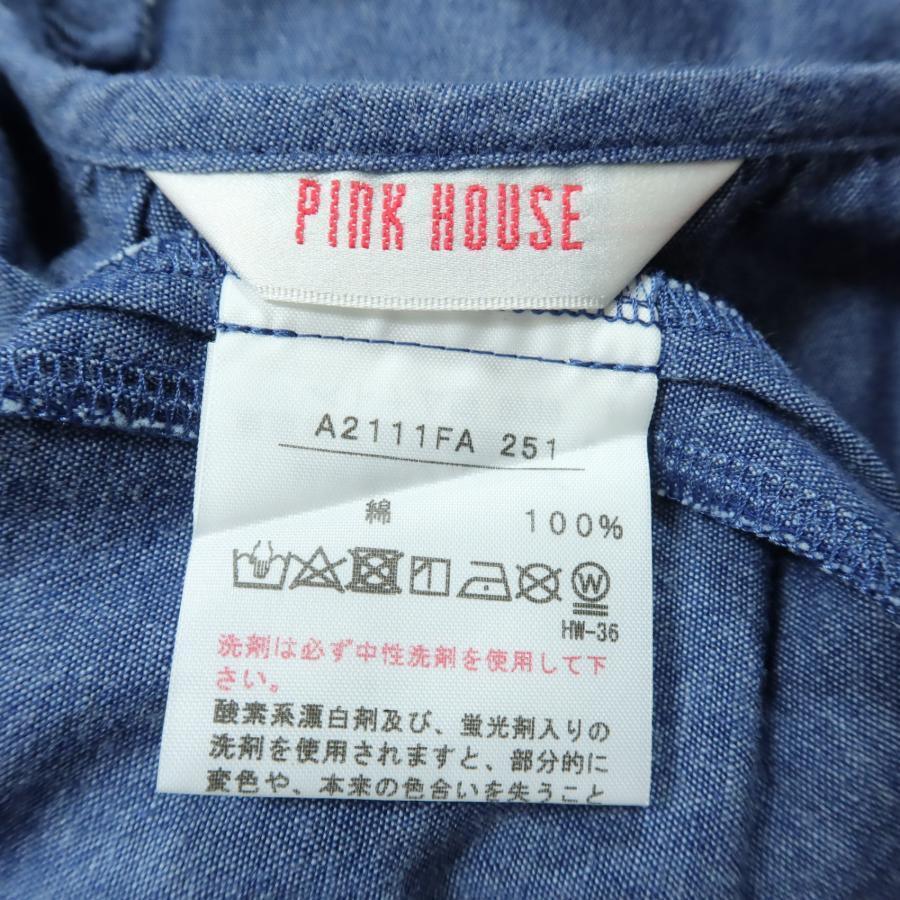 PINK HOUSE
A2111FA 251
綿 100%
W
HW-36
洗剤は必ず中性洗剤を使用して下
さい。
酸素系漂白剤及び、蛍光剤入りの
洗剤を使用されますと、部分的に
変色や、本来の色合いを失うこと